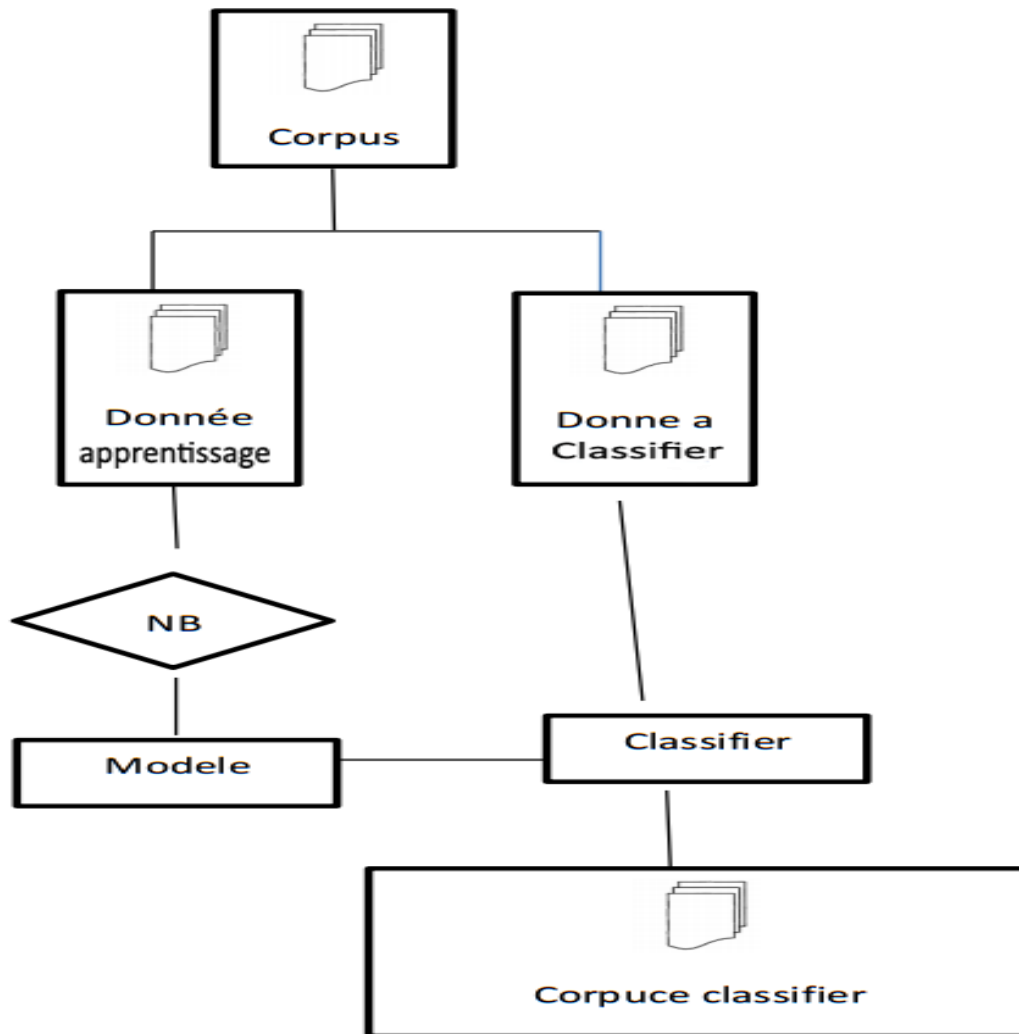 Corpus
Donnée
apprentissage
Donne a
Classifier
NB
Modele
Classifier
Corpuce classifier